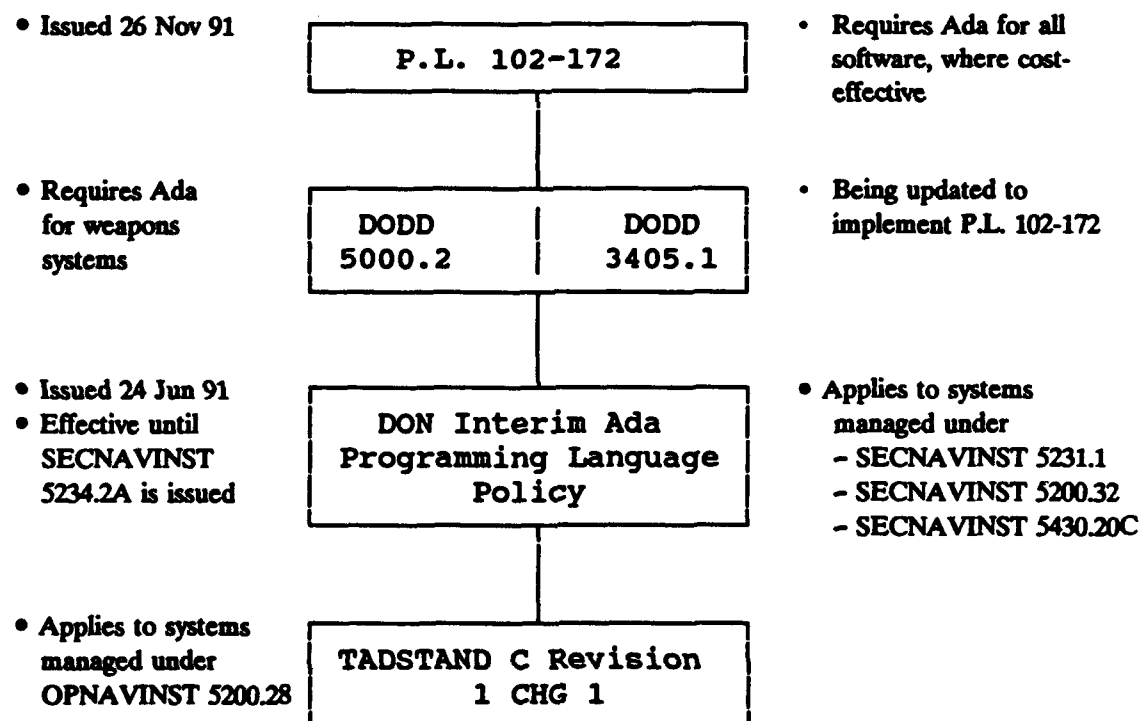 • Issued 26 Nov 91
P.L. 102-172
• Requires Ada for all
software, where cost-
effective
• Requires Ada
for weapons
systems
DODD | DODD
5000.2 | 3405.1
• Being updated to
implement P.L. 102-172
• Issued 24 Jun 91
• Effective until
SECNAVINST
5234.2A is issued
DON Interim Ada
Programming Language
Policy
• Applies to systems
managed under
– SECNAVINST 5231.1
– SECNAVINST 5200.32
– SECNAVINST 5430.20C
• Applies to systems
managed under
OPNAVINST 5200.28
TADSTAND C Revision
1 CHG 1